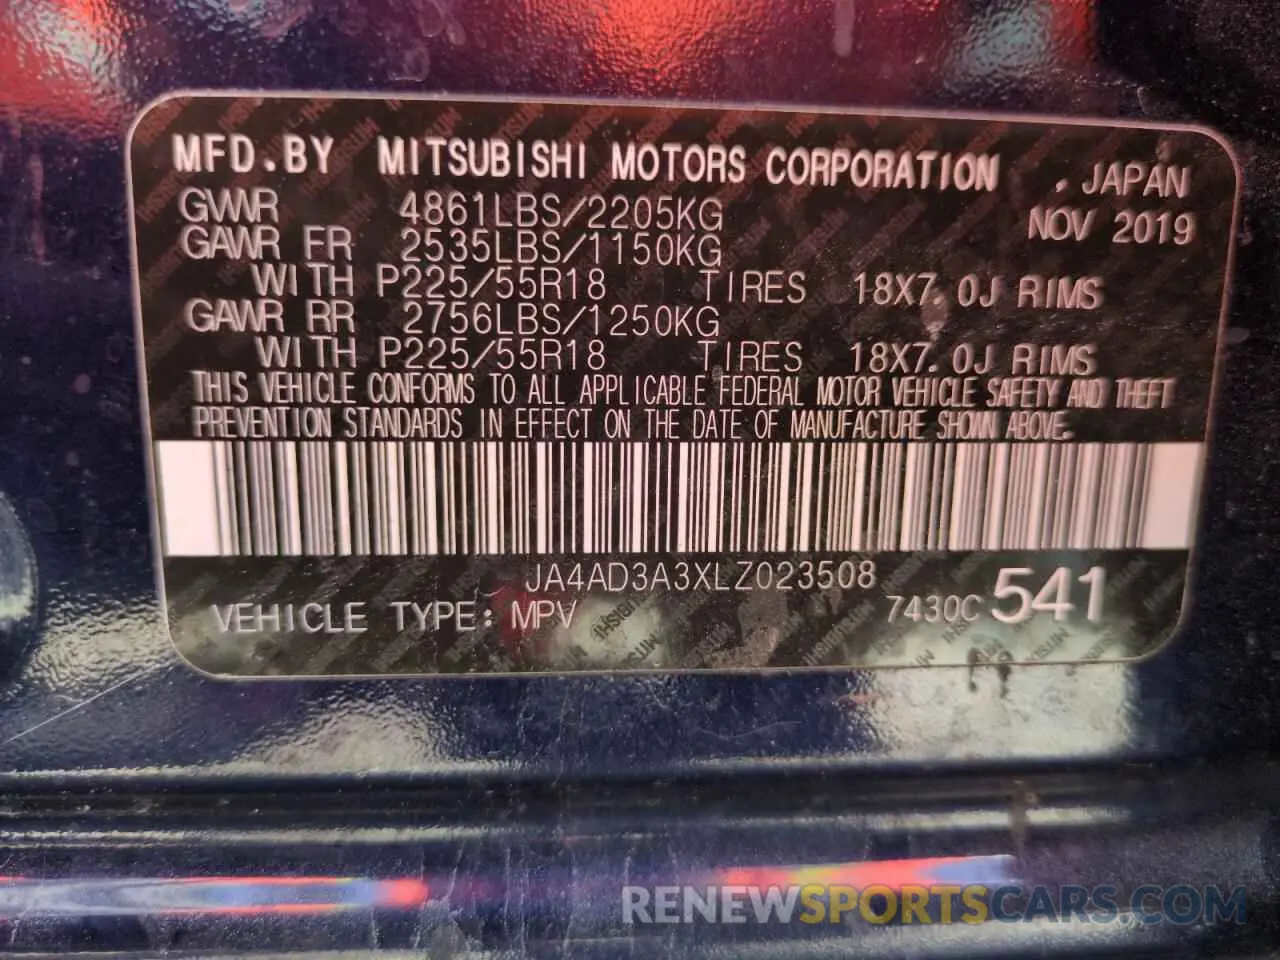 MFD.BY MITSUBISHI MOTORS CORPORATION , JAPAN
GVWR 4861LBS/2205KG NOV 2019
GAWR FR 2535LBS/1150KG
WITH P225/55R18 TIRES 18X7.0J RIMS
GAWR RR 2756LBS/1250KG
WITH P225/55R18 TIRES 18X7.0J RIMS
THIS VEHICLE CONFORMS TO ALL APPLICABLE FEDERAL MOTOR VEHICLE SAFETY AND THEFT
PREVENTION STANDARDS IN EFFECT ON THE DATE OF MANUFACTURE SHOWN ABOVE.
JA4AD3A3XLZ023508
VEHICLE TYPE: MPV 7430C 541
RENEWSPORTSCARS.COM